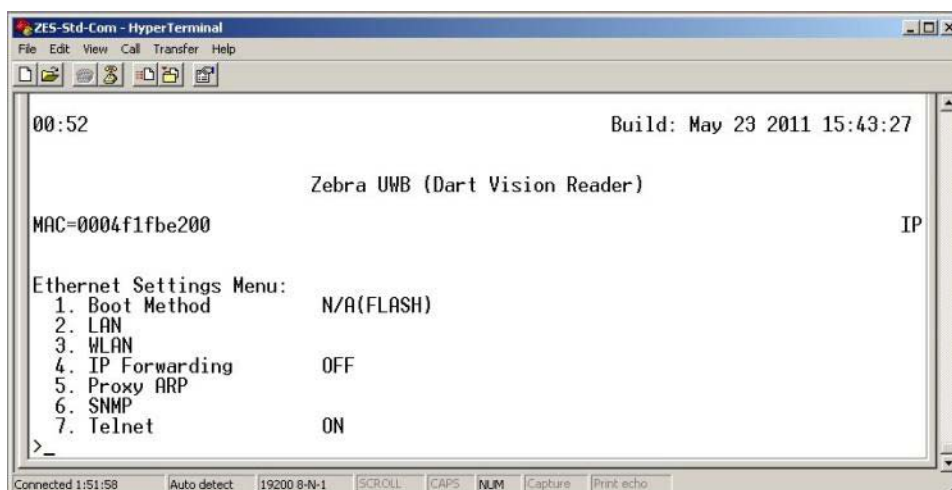 ZES-Std-Com - HyperTerminal
File Edit View Call Transfer Help
00:52 Build: May 23 2011 15:43:27
Zebra UWB (Dart Vision Reader)
MAC=0004f1fbe200 IP
Ethernet Settings Menu:
1. Boot Method N/A(FLASH)
2. LAN
3. WLAN
4. IP Forwarding OFF
5. Proxy ARP
6. SNMP
7. Telnet ON
>_
Connected 1:51:58 Auto detect 19200 8-N-1 SCROLL CAPS NUM Capture Print echo